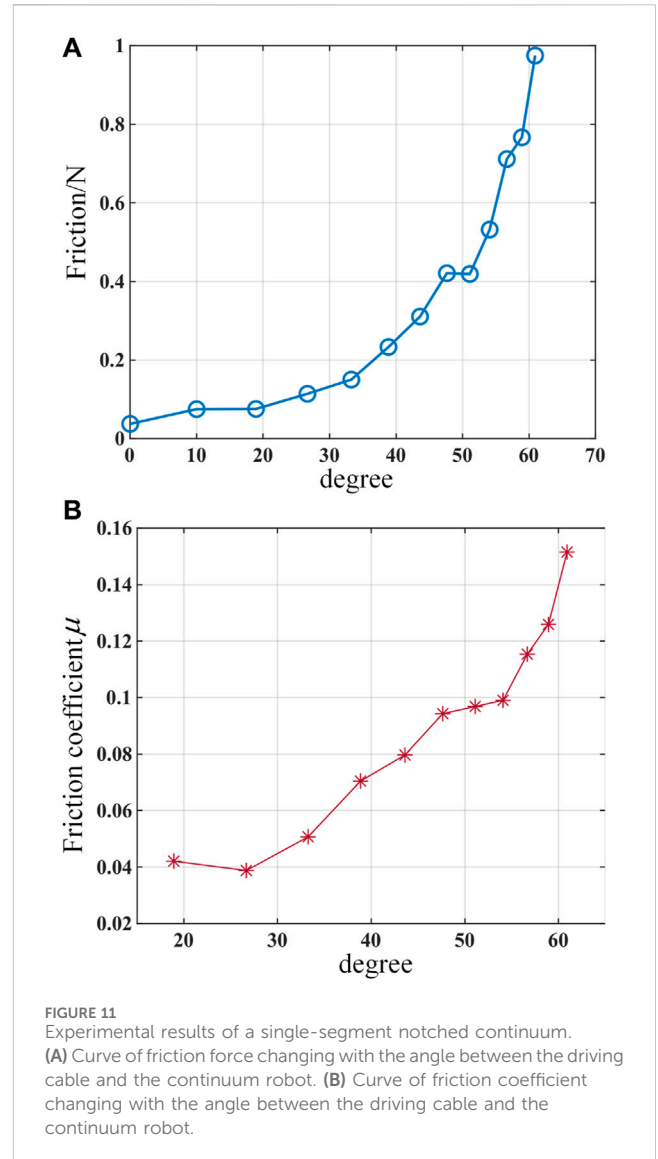 A
1
0.8
0.6
0.4
0.2
0
Friction/N
0 10 20 30 40 50 60 70
degree
B
0.16
0.14
0.12
0.1
0.08
0.06
0.04
0.02
Friction coefficient μ
20 30 40 50 60
degree
FIGURE 11
Experimental results of a single-segment notched continuum.
(A) Curve of friction force changing with the angle between the driving
cable and the continuum robot. (B) Curve of friction coefficient
changing with the angle between the driving cable and the
continuum robot.